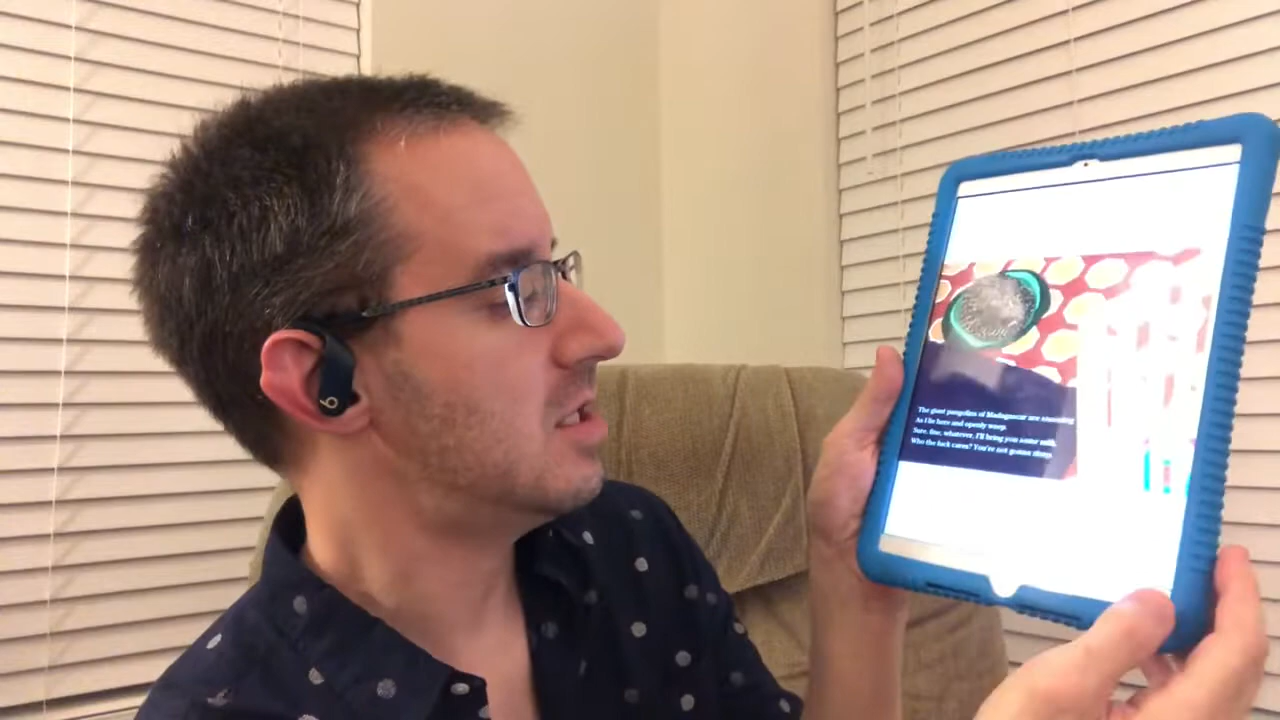 The giant pangolins of Madagascar are snoozing
As I lie here and openly weep.
Sure, fine, whatever, I'll bring you some milk.
Who the fuck cares? You're not gonna sleep.
b